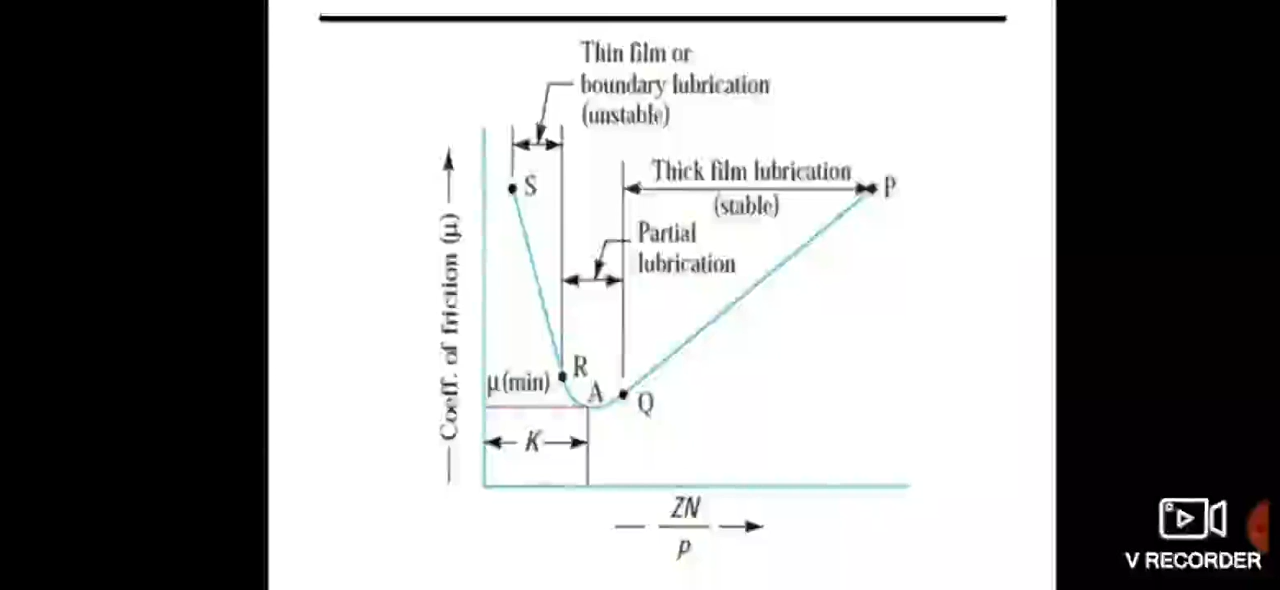 Thin film or
boundary lubrication
(unstable)
S
Thick film lubrication
P
(stable)
Partial
lubrication
Coeff. of friction (μ)
R
μ(min)
A
Q
K
ZN
p
V RECORDER